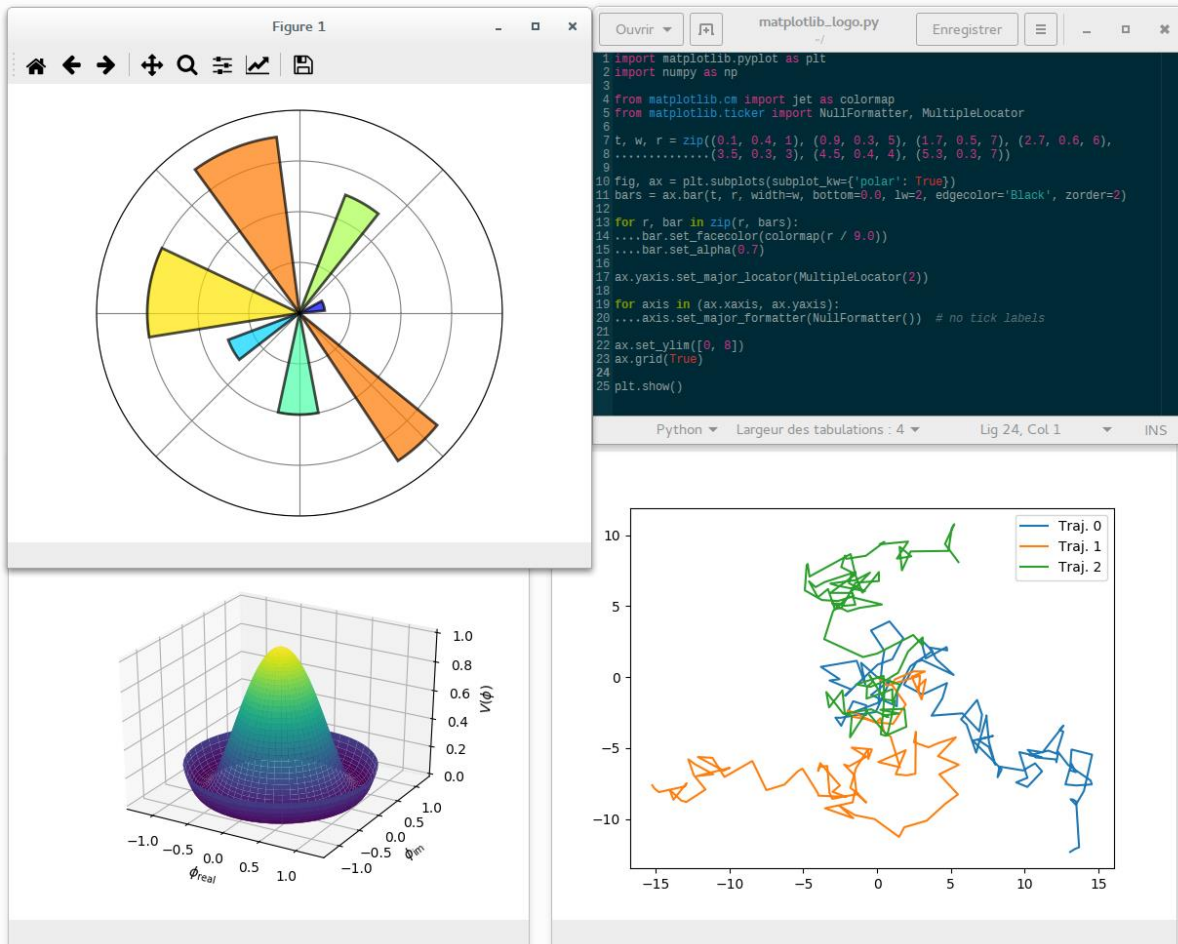 Figure 1
Ouvrir
matplotlib_logo.py
~/
Enregistrer
1 import matplotlib.pyplot as plt
2 import numpy as np
3
4 from matplotlib.cm import jet as colormap
5 from matplotlib.ticker import NullFormatter, MultipleLocator
6
7 t, w, r = zip((0.1, 0.4, 1), (0.9, 0.3, 5), (1.7, 0.5, 7), (2.7, 0.6, 6),
8 ..............(3.5, 0.3, 3), (4.5, 0.4, 4), (5.3, 0.3, 7))
9
10 fig, ax = plt.subplots(subplot_kw={'polar': True})
11 bars = ax.bar(t, r, width=w, bottom=0.0, lw=2, edgecolor='Black', zorder=2)
12
13 for r, bar in zip(r, bars):
14 ....bar.set_facecolor(colormap(r / 9.0))
15 ....bar.set_alpha(0.7)
16
17 ax.yaxis.set_major_locator(MultipleLocator(2))
18
19 for axis in (ax.xaxis, ax.yaxis):
20 ....axis.set_major_formatter(NullFormatter())  # no tick labels
21
22 ax.set_ylim([0, 8])
23 ax.grid(True)
24
25 plt.show()
Python
Largeur des tabulations : 4
Lig 24, Col 1
INS
1.0
0.8
0.6
0.4
0.2
0.0
V(ϕ)
1.0
0.5
0.0
−0.5
−1.0
ϕim
−1.0
−0.5
0.0
0.5
1.0
ϕreal
Traj. 0
Traj. 1
Traj. 2
10
5
0
−5
−10
−15
−10
−5
0
5
10
15